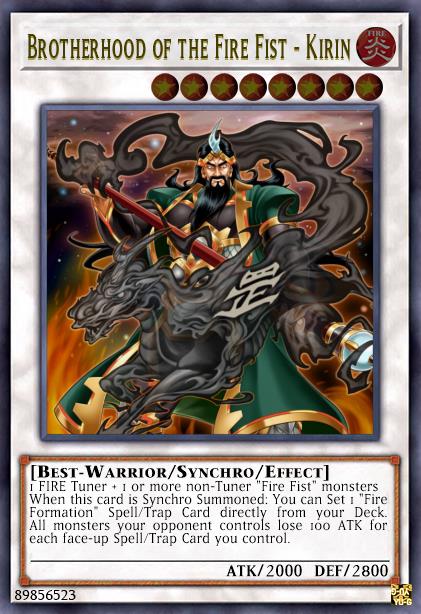 BROTHERHOOD OF THE FIRE FIST - KIRIN
FIRE
炎
[BEST-WARRIOR/SYNCHRO/EFFECT]
1 FIRE Tuner + 1 or more non-Tuner "Fire Fist" monsters
When this card is Synchro Summoned: You can Set 1 "Fire
Formation" Spell/Trap Card directly from your Deck.
All monsters your opponent controls lose 100 ATK for
each face-up Spell/Trap Card you control.
ATK/2000 DEF/2800
89856523